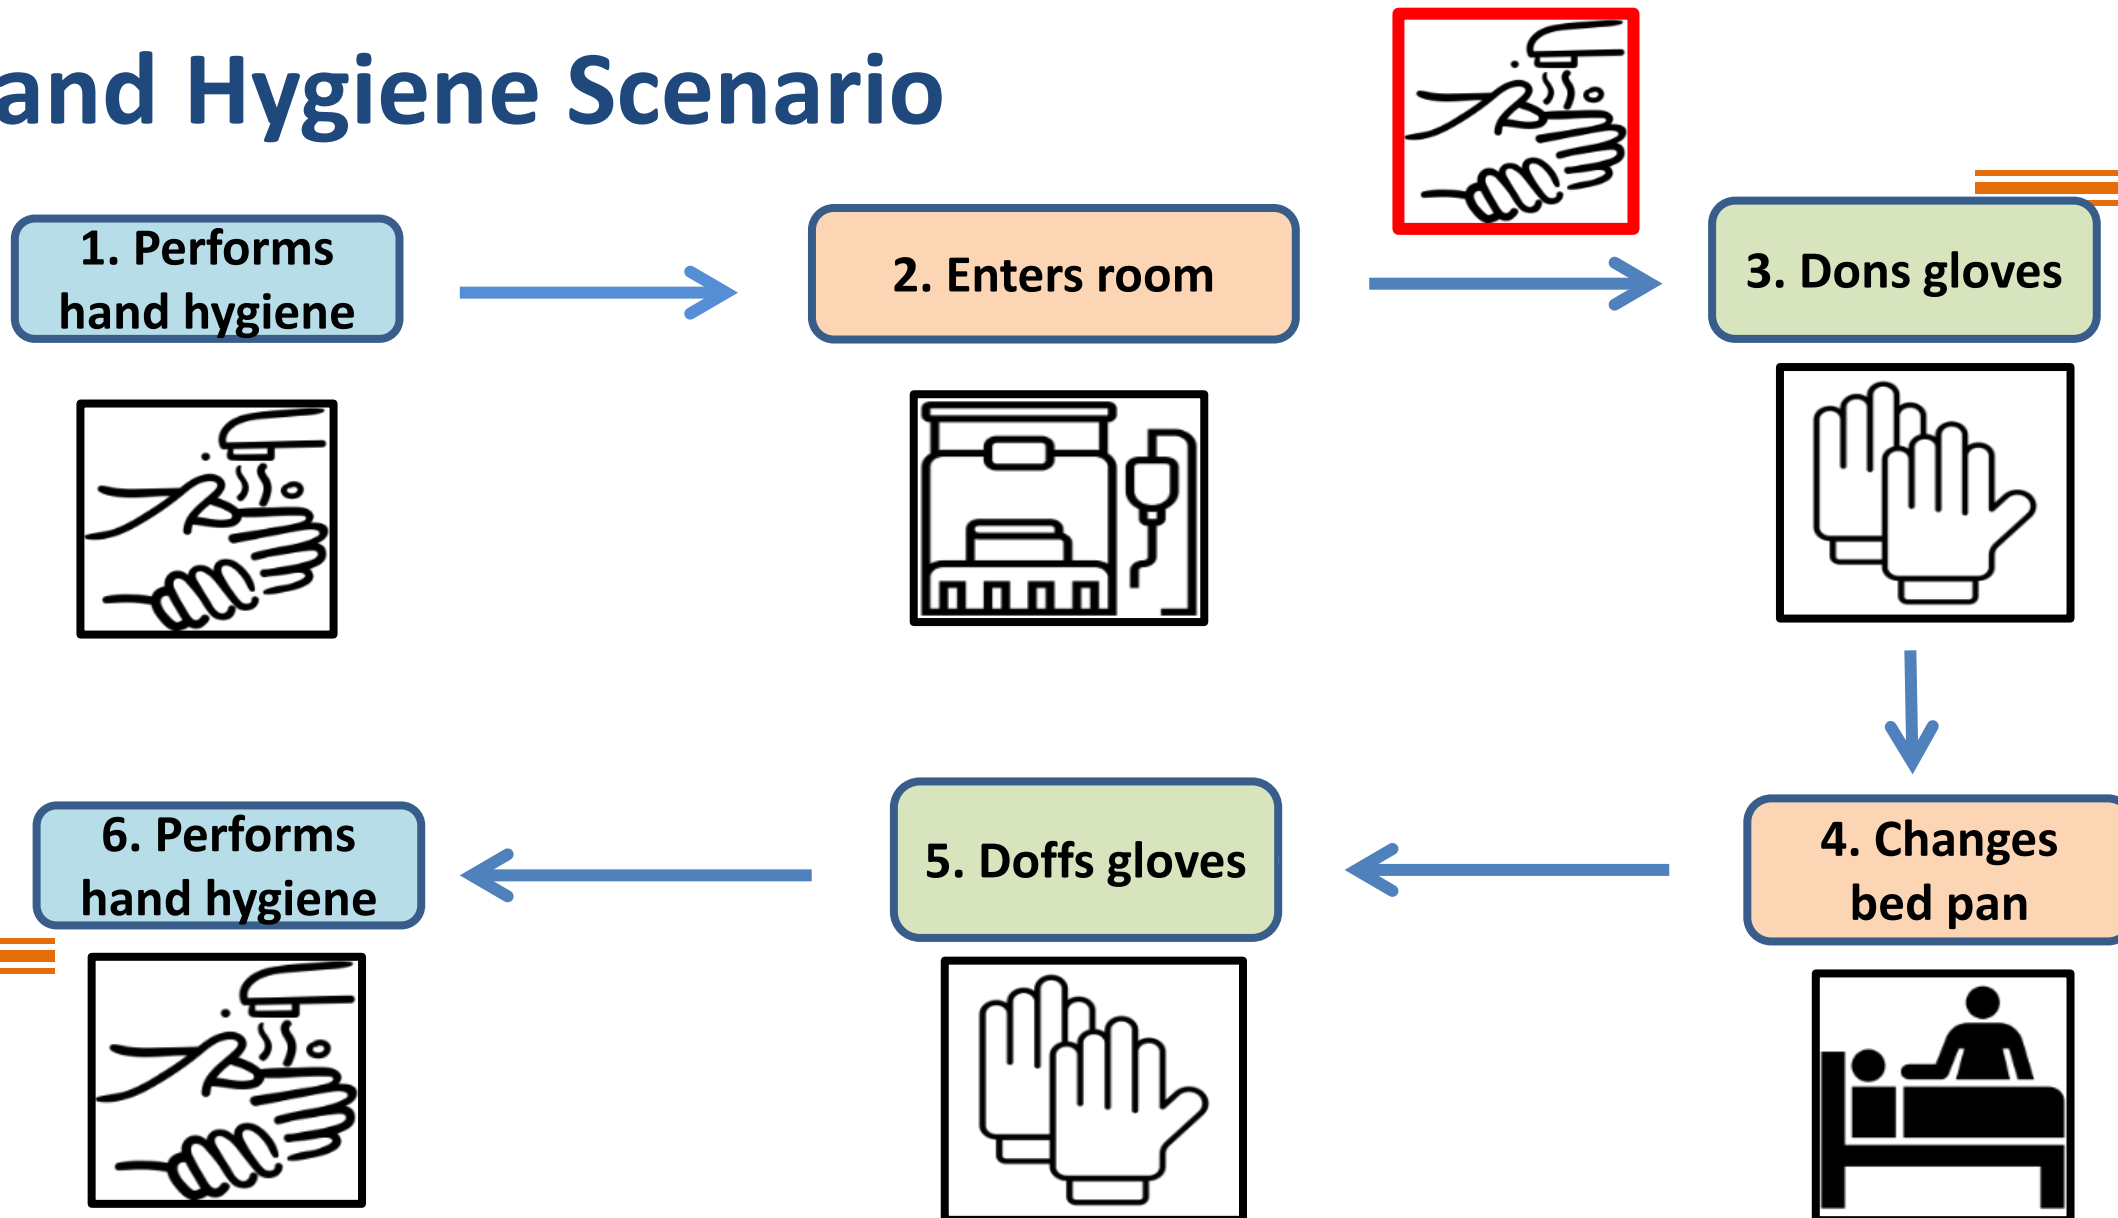 and Hygiene Scenario
1. Performs
hand hygiene
2. Enters room
3. Dons gloves
4. Changes
bed pan
5. Doffs gloves
6. Performs
hand hygiene